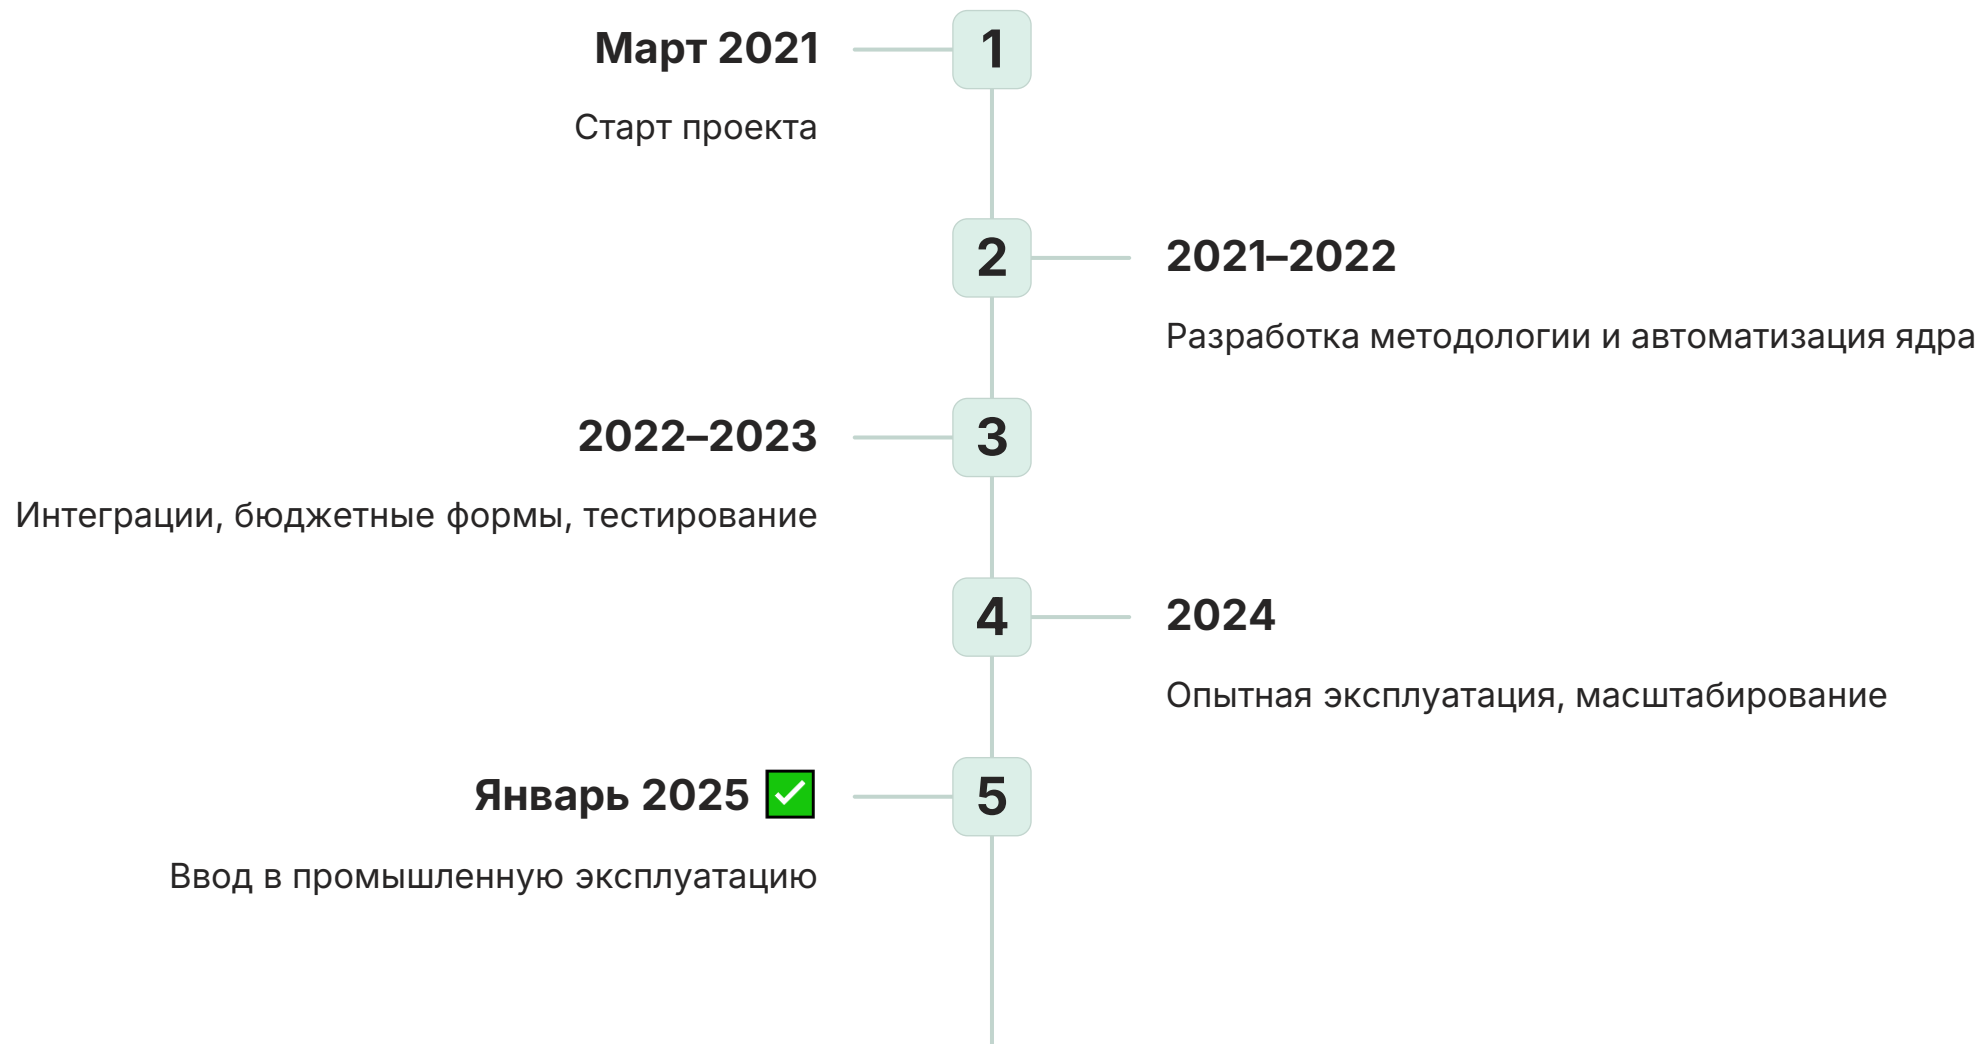 Март 2021
1
Старт проекта
2
2021–2022
Разработка методологии и автоматизация ядра
2022–2023
3
Интеграции, бюджетные формы, тестирование
4
2024
Опытная эксплуатация, масштабирование
Январь 2025 ✅
5
Ввод в промышленную эксплуатацию